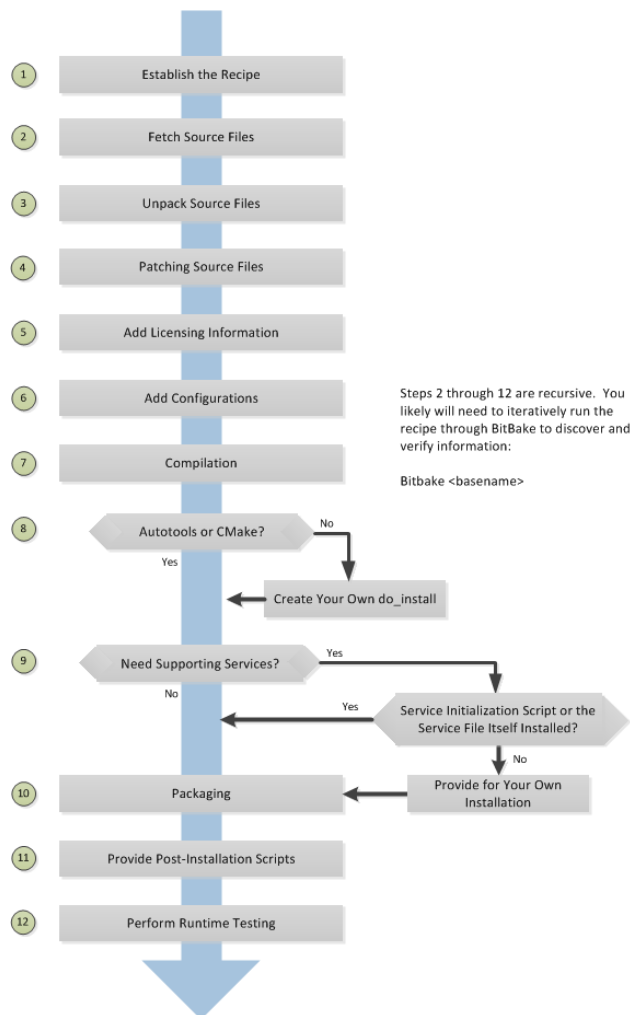 1
Establish the Recipe
2
Fetch Source Files
3
Unpack Source Files
4
Patching Source Files
5
Add Licensing Information
6
Add Configurations
Steps 2 through 12 are recursive.  You
likely will need to iteratively run the
recipe through BitBake to discover and
verify information:
Bitbake <basename>
7
Compilation
8
Autotools or CMake?
No
Yes
Create Your Own do_install
9
Need Supporting Services?
Yes
No
Service Initialization Script or the
Service File Itself Installed?
Yes
No
Provide for Your Own
Installation
10
Packaging
11
Provide Post-Installation Scripts
12
Perform Runtime Testing